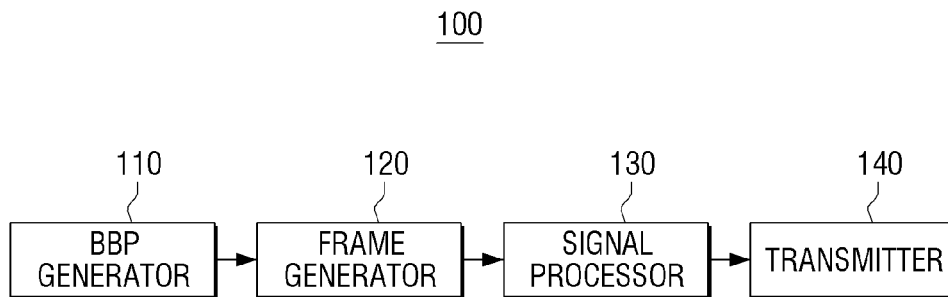 100
110
120
130
140
BBP
GENERATOR
FRAME
GENERATOR
SIGNAL
PROCESSOR
TRANSMITTER